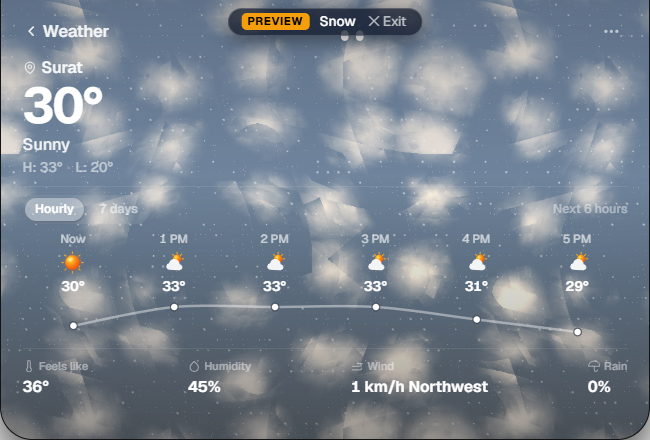 PREVIEW Snow Exit
Weather
Surat
30°
Sunny
H: 33° L: 20°
Hourly 7 days Next 6 hours
Now 1 PM 2 PM 3 PM 4 PM 5 PM
30° 33° 33° 33° 31° 29°
Feels like Humidity Wind Rain
36° 45% 1 km/h Northwest 0%